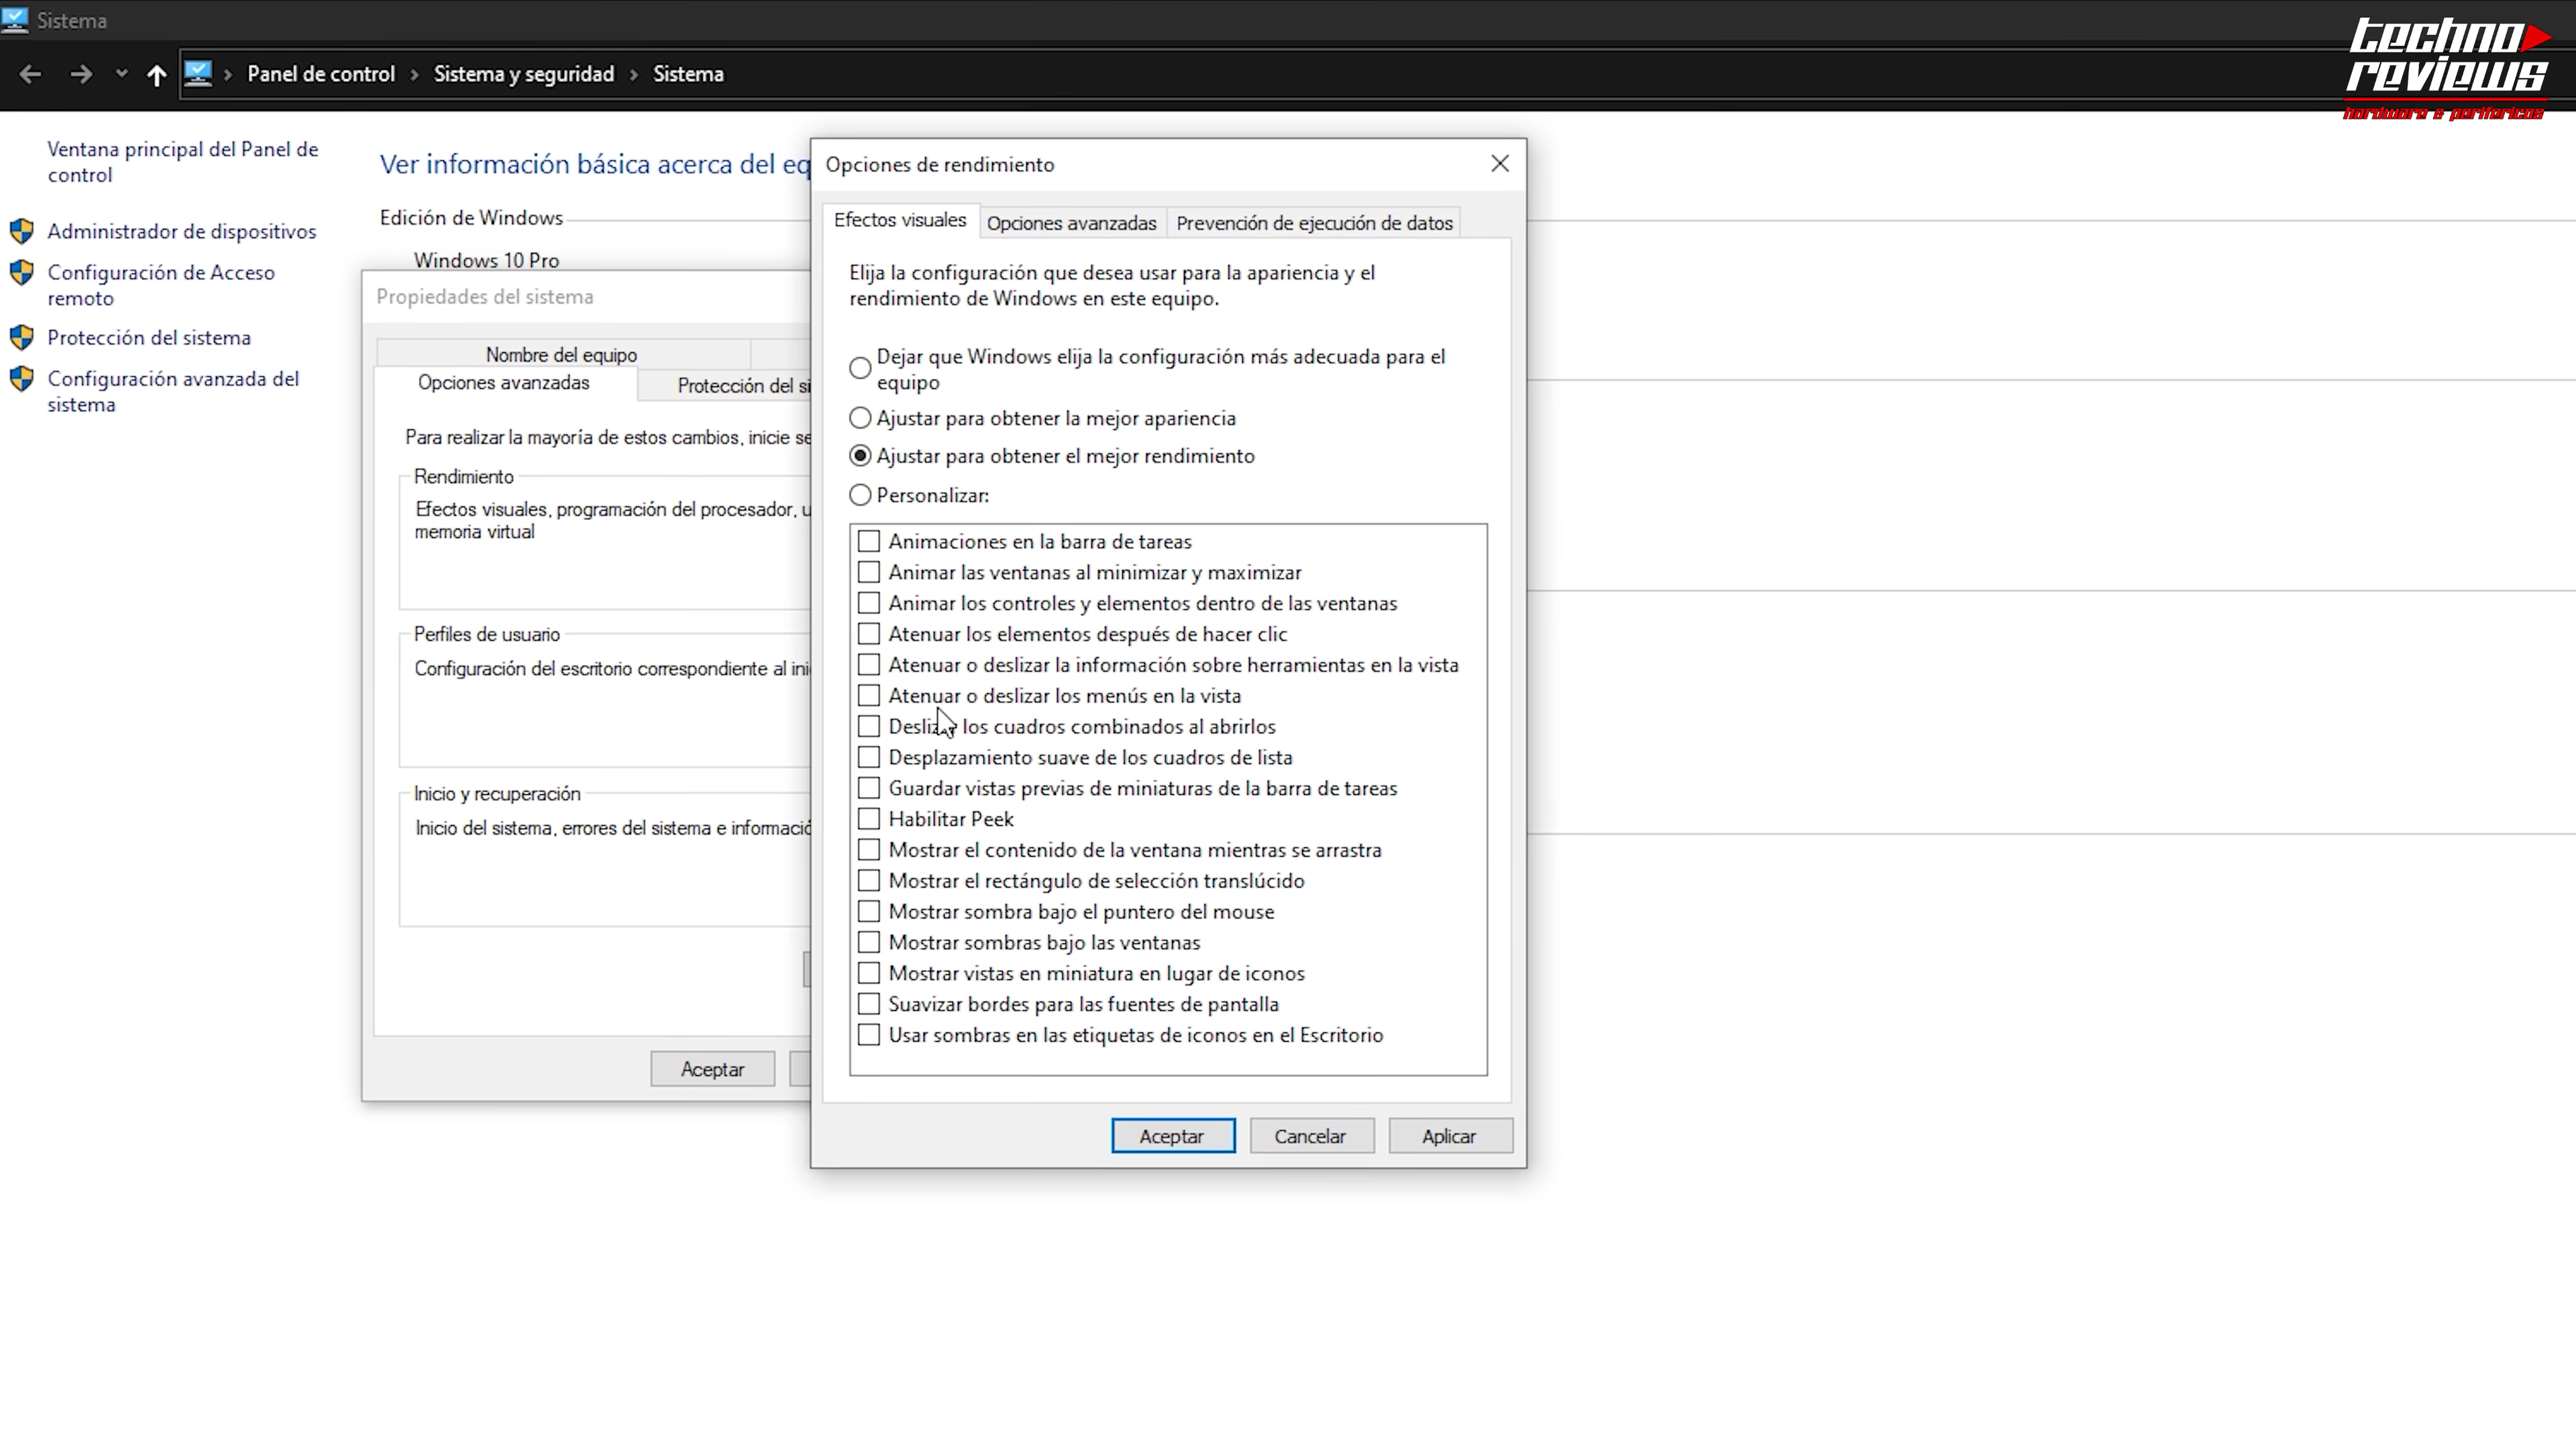 Sistema
Panel de control
Sistema y seguridad
Sistema
techno
reviews
hardware & perifericos
Ventana principal del Panel de
control
Administrador de dispositivos
Configuración de Acceso
remoto
Protección del sistema
Configuración avanzada del
sistema
Ver información básica acerca del eq
Edición de Windows
Windows 10 Pro
Propiedades del sistema
Nombre del equipo
Opciones avanzadas
Protección del si
Para realizar la mayoría de estos cambios, inicie se
Rendimiento
Efectos visuales, programación del procesador, u
memoria virtual
Perfiles de usuario
Configuración del escritorio correspondiente al ini
Inicio y recuperación
Inicio del sistema, errores del sistema e informació
Aceptar
Opciones de rendimiento
Efectos visuales
Opciones avanzadas
Prevención de ejecución de datos
Elija la configuración que desea usar para la apariencia y el
rendimiento de Windows en este equipo.
Dejar que Windows elija la configuración más adecuada para el
equipo
Ajustar para obtener la mejor apariencia
Ajustar para obtener el mejor rendimiento
Personalizar:
Animaciones en la barra de tareas
Animar las ventanas al minimizar y maximizar
Animar los controles y elementos dentro de las ventanas
Atenuar los elementos después de hacer clic
Atenuar o deslizar la información sobre herramientas en la vista
Atenuar o deslizar los menús en la vista
Deslizar los cuadros combinados al abrirlos
Desplazamiento suave de los cuadros de lista
Guardar vistas previas de miniaturas de la barra de tareas
Habilitar Peek
Mostrar el contenido de la ventana mientras se arrastra
Mostrar el rectángulo de selección translúcido
Mostrar sombra bajo el puntero del mouse
Mostrar sombras bajo las ventanas
Mostrar vistas en miniatura en lugar de iconos
Suavizar bordes para las fuentes de pantalla
Usar sombras en las etiquetas de iconos en el Escritorio
Aceptar
Cancelar
Aplicar